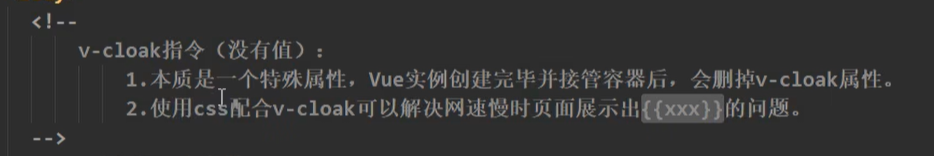 <!--
v-cloak指令（没有值）：
1.本质是一个特殊属性，Vue实例创建完毕并接管容器后，会删掉v-cloak属性。
2.使用css配合v-cloak可以解决网速慢时页面展示出{{xxx}}的问题。
-->